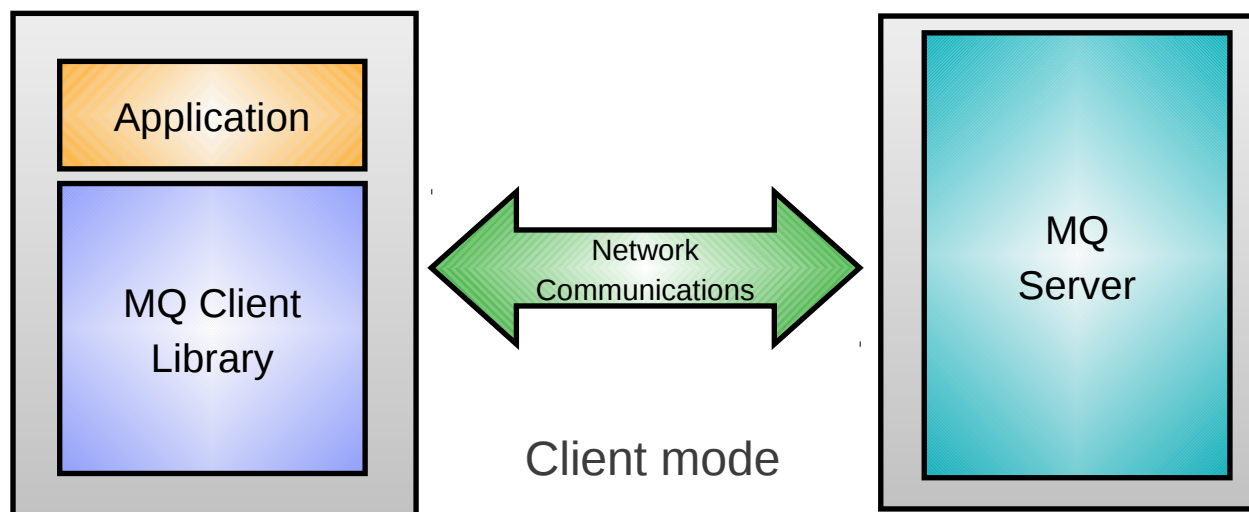 Application
MQ Client
Library
Network
Communications
MQ
Server
Client mode